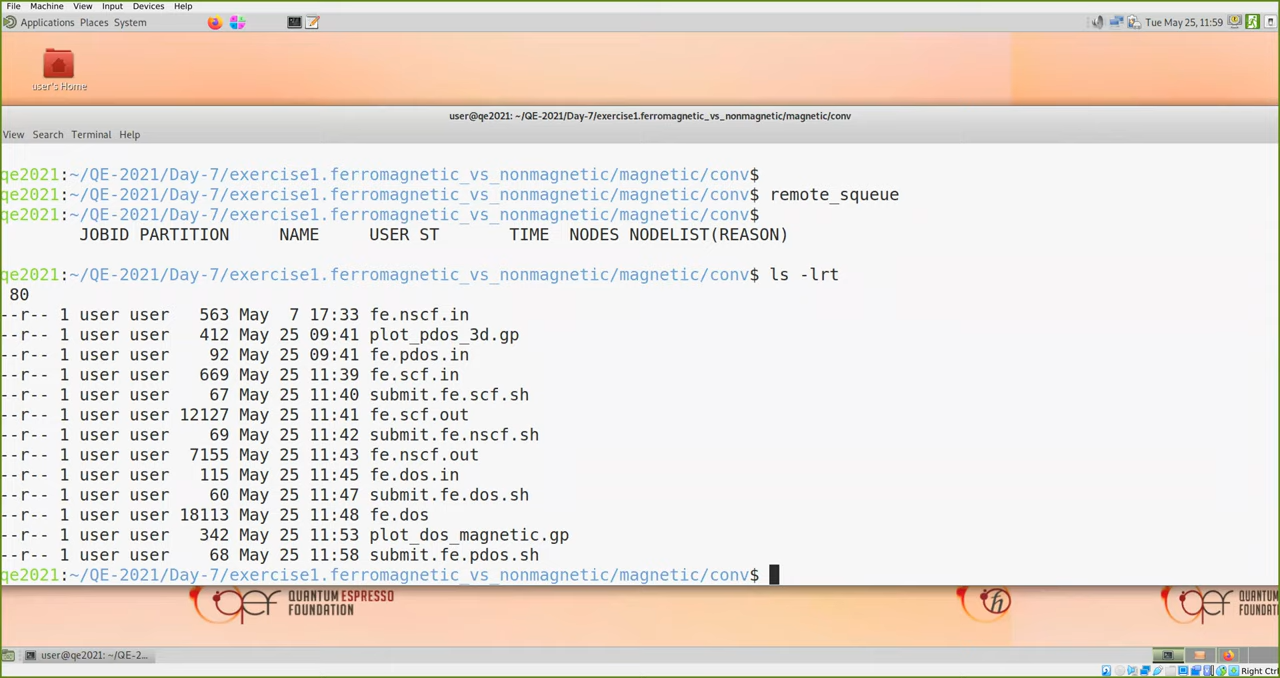 File Machine View Input Devices Help
Applications Places System Tue May 25, 11:59
user's Home
user@qe2021: ~/QE-2021/Day-7/exercise1.ferromagnetic_vs_nonmagnetic/magnetic/conv
View Search Terminal Help
qe2021:~/QE-2021/Day-7/exercise1.ferromagnetic_vs_nonmagnetic/magnetic/conv$
qe2021:~/QE-2021/Day-7/exercise1.ferromagnetic_vs_nonmagnetic/magnetic/conv$ remote_squeue
qe2021:~/QE-2021/Day-7/exercise1.ferromagnetic_vs_nonmagnetic/magnetic/conv$
JOBID PARTITION NAME USER ST TIME NODES NODELIST(REASON)
qe2021:~/QE-2021/Day-7/exercise1.ferromagnetic_vs_nonmagnetic/magnetic/conv$ ls -lrt
80
--r-- 1 user user 563 May 7 17:33 fe.nscf.in
--r-- 1 user user 412 May 25 09:41 plot_pdos_3d.gp
--r-- 1 user user 92 May 25 09:41 fe.pdos.in
--r-- 1 user user 669 May 25 11:39 fe.scf.in
--r-- 1 user user 67 May 25 11:40 submit.fe.scf.sh
--r-- 1 user user 12127 May 25 11:41 fe.scf.out
--r-- 1 user user 69 May 25 11:42 submit.fe.nscf.sh
--r-- 1 user user 7155 May 25 11:43 fe.nscf.out
--r-- 1 user user 115 May 25 11:45 fe.dos.in
--r-- 1 user user 60 May 25 11:47 submit.fe.dos.sh
--r-- 1 user user 18113 May 25 11:48 fe.dos
--r-- 1 user user 342 May 25 11:53 plot_dos_magnetic.gp
--r-- 1 user user 68 May 25 11:58 submit.fe.pdos.sh
qe2021:~/QE-2021/Day-7/exercise1.ferromagnetic_vs_nonmagnetic/magnetic/conv$
qef QUANTUM ESPRESSO ħ qef QUANTUM
FOUNDATION FOUNDAT
user@qe2021: ~/QE-2...
Right Ctrl